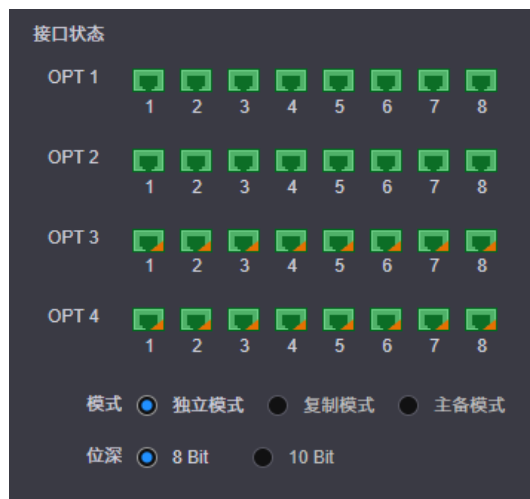 接口状态
OPT 1
1 2 3 4 5 6 7 8
OPT 2
1 2 3 4 5 6 7 8
OPT 3
1 2 3 4 5 6 7 8
OPT 4
1 2 3 4 5 6 7 8
模式 独立模式 复制模式 主备模式
位深 8 Bit 10 Bit